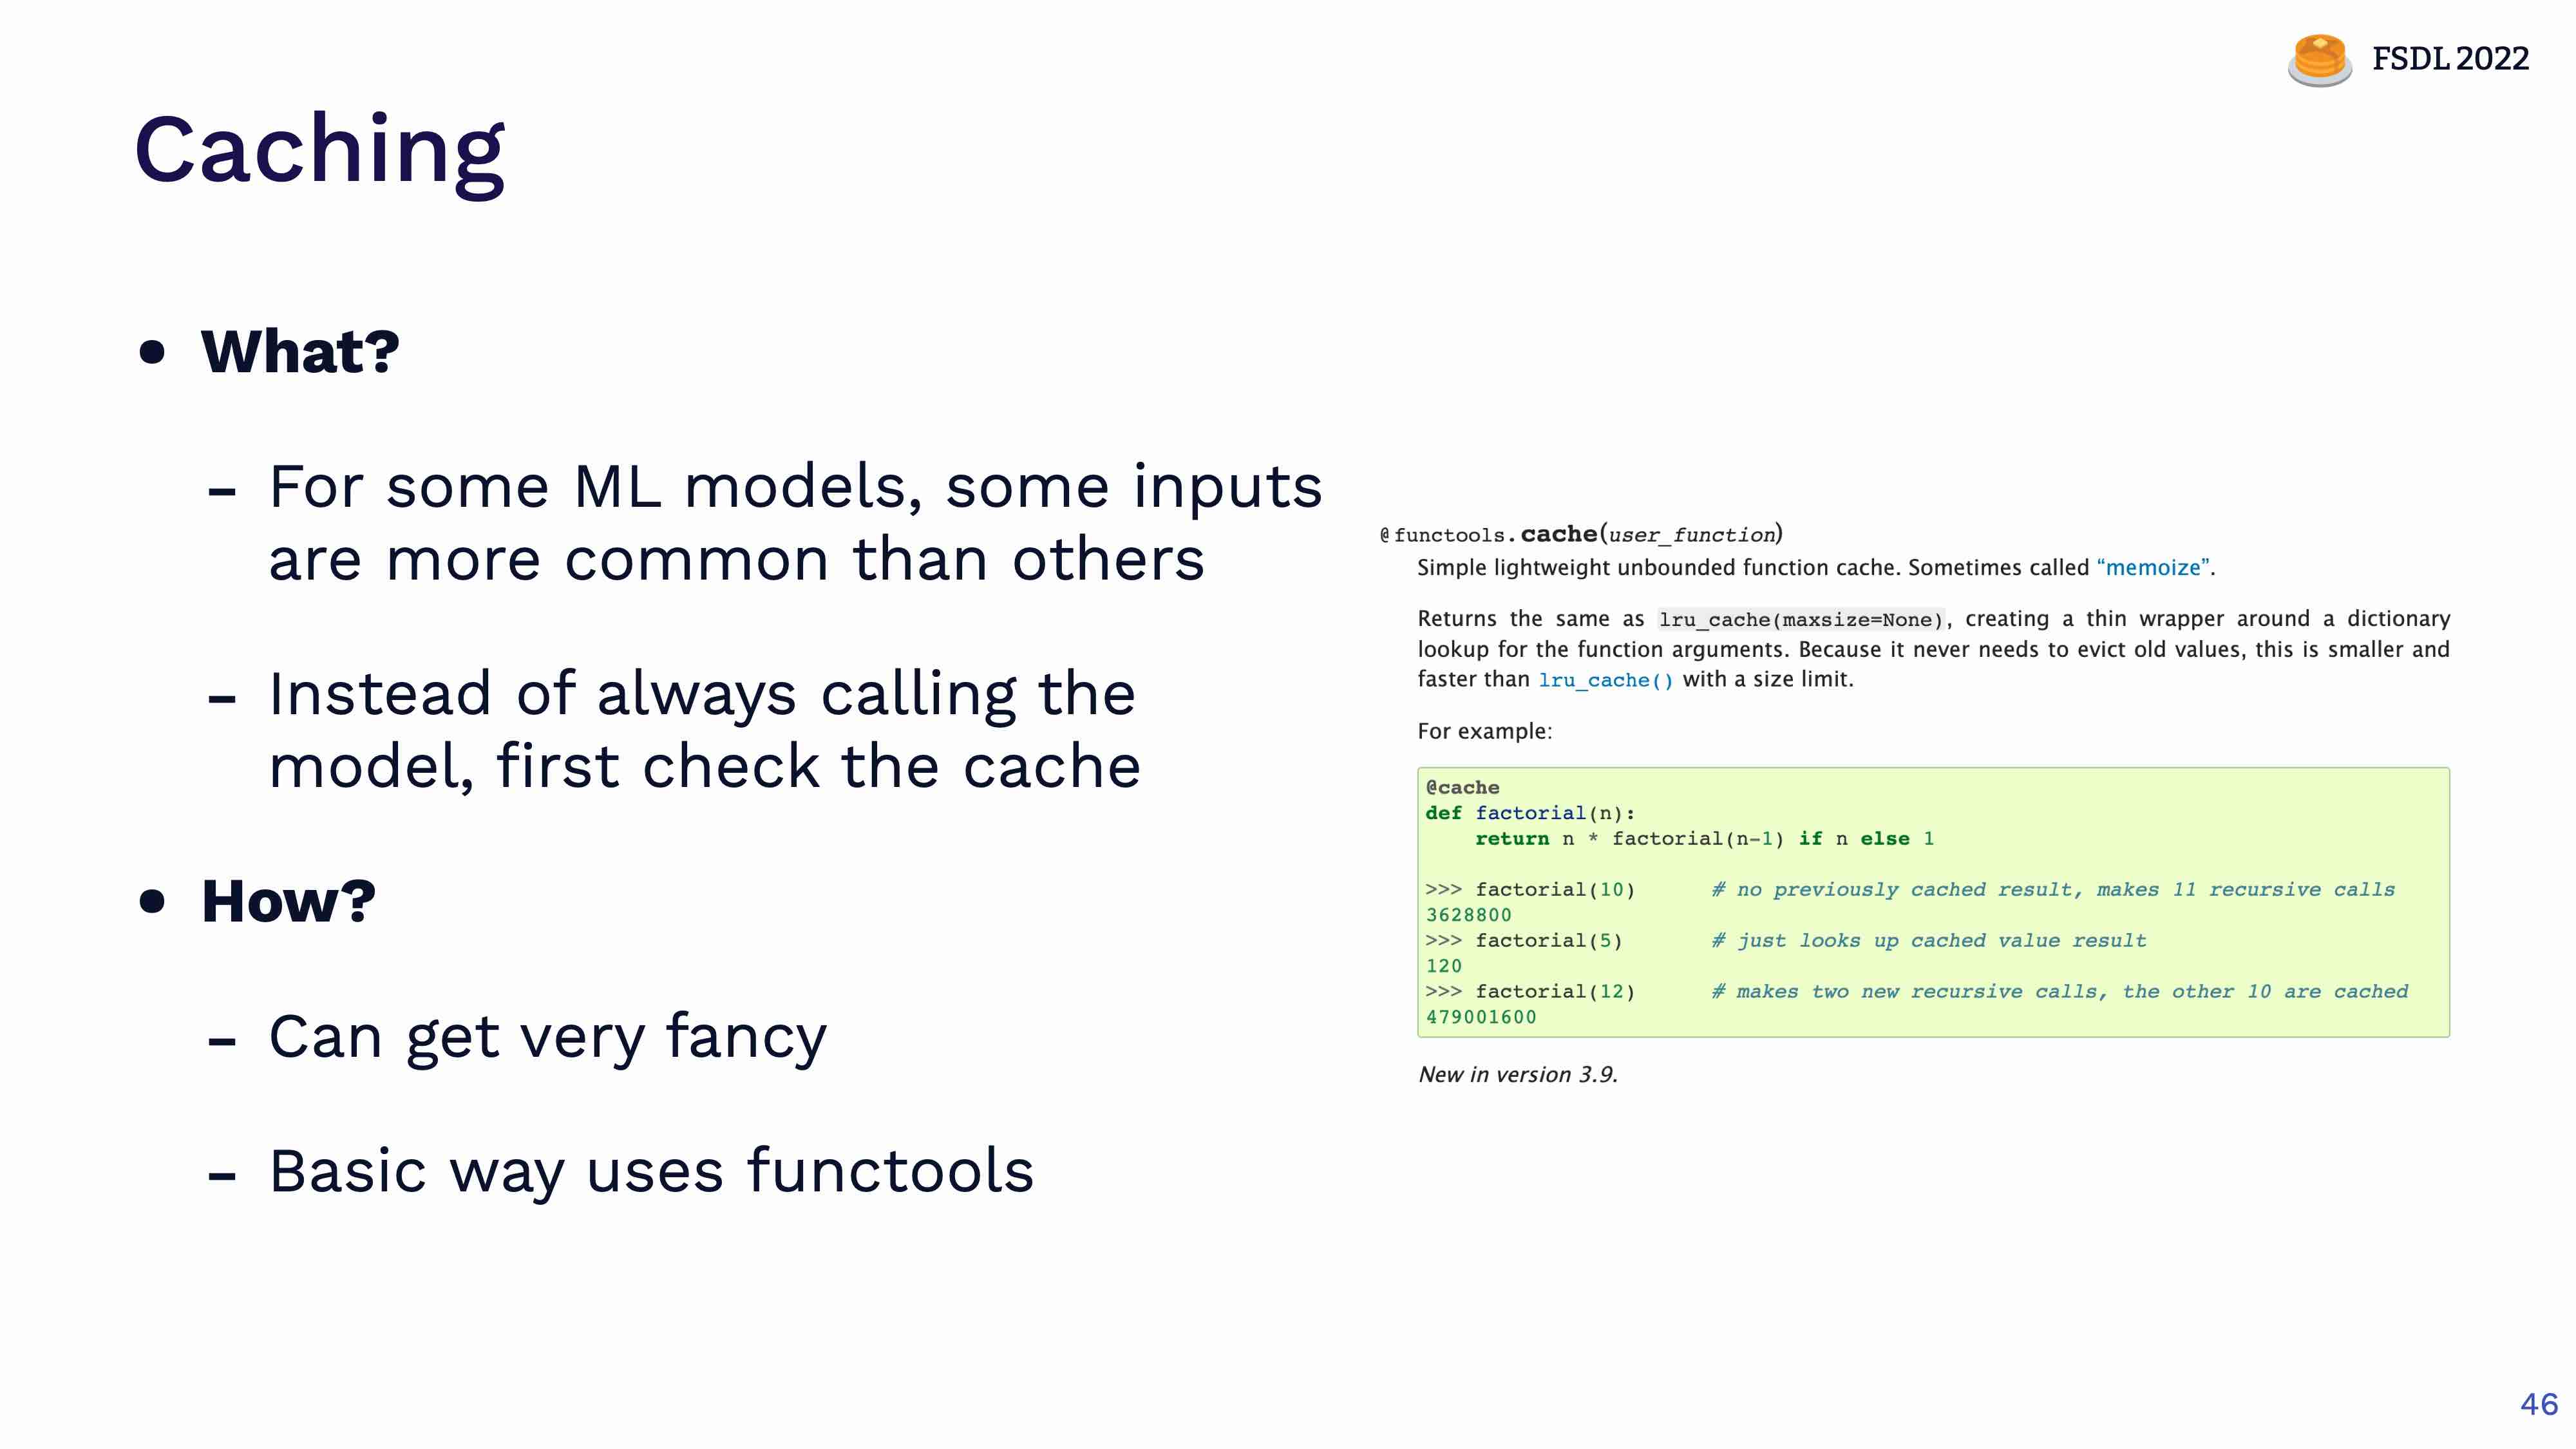 FSDL 2022
Caching
• What?
- For some ML models, some inputs
are more common than others
- Instead of always calling the
model, first check the cache
• How?
- Can get very fancy
- Basic way uses functools
@functools.cache(user_function)
Simple lightweight unbounded function cache. Sometimes called “memoize”.
Returns the same as lru_cache(maxsize=None), creating a thin wrapper around a dictionary
lookup for the function arguments. Because it never needs to evict old values, this is smaller and
faster than lru_cache() with a size limit.
For example:
@cache
def factorial(n):
    return n * factorial(n-1) if n else 1
>>> factorial(10)      # no previously cached result, makes 11 recursive calls
3628800
>>> factorial(5)       # just looks up cached value result
120
>>> factorial(12)      # makes two new recursive calls, the other 10 are cached
479001600
New in version 3.9.
46